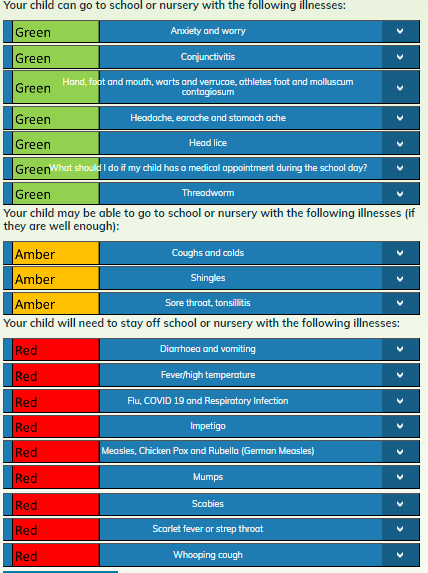 Your child can go to school or nursery with the following illnesses:
Green Anxiety and worry
Green Conjunctivitis
Green Hand, foot and mouth, warts and verrucae, athletes foot and molluscum
contagiosum
Green Headache, earache and stomach ache
Green Head lice
Green What should I do if my child has a medical appointment during the school day?
Green Threadworm
Your child may be able to go to school or nursery with the following illnesses (if
they are well enough):
Amber Coughs and colds
Amber Shingles
Amber Sore throat, tonsillitis
Your child will need to stay off school or nursery with the following illnesses:
Red Diarrhoea and vomiting
Red Fever/high temperature
Red Flu, COVID 19 and Respiratory Infection
Red Impetigo
Red Measles, Chicken Pox and Rubella (German Measles)
Red Mumps
Red Scabies
Red Scarlet fever or strep throat
Red Whooping cough